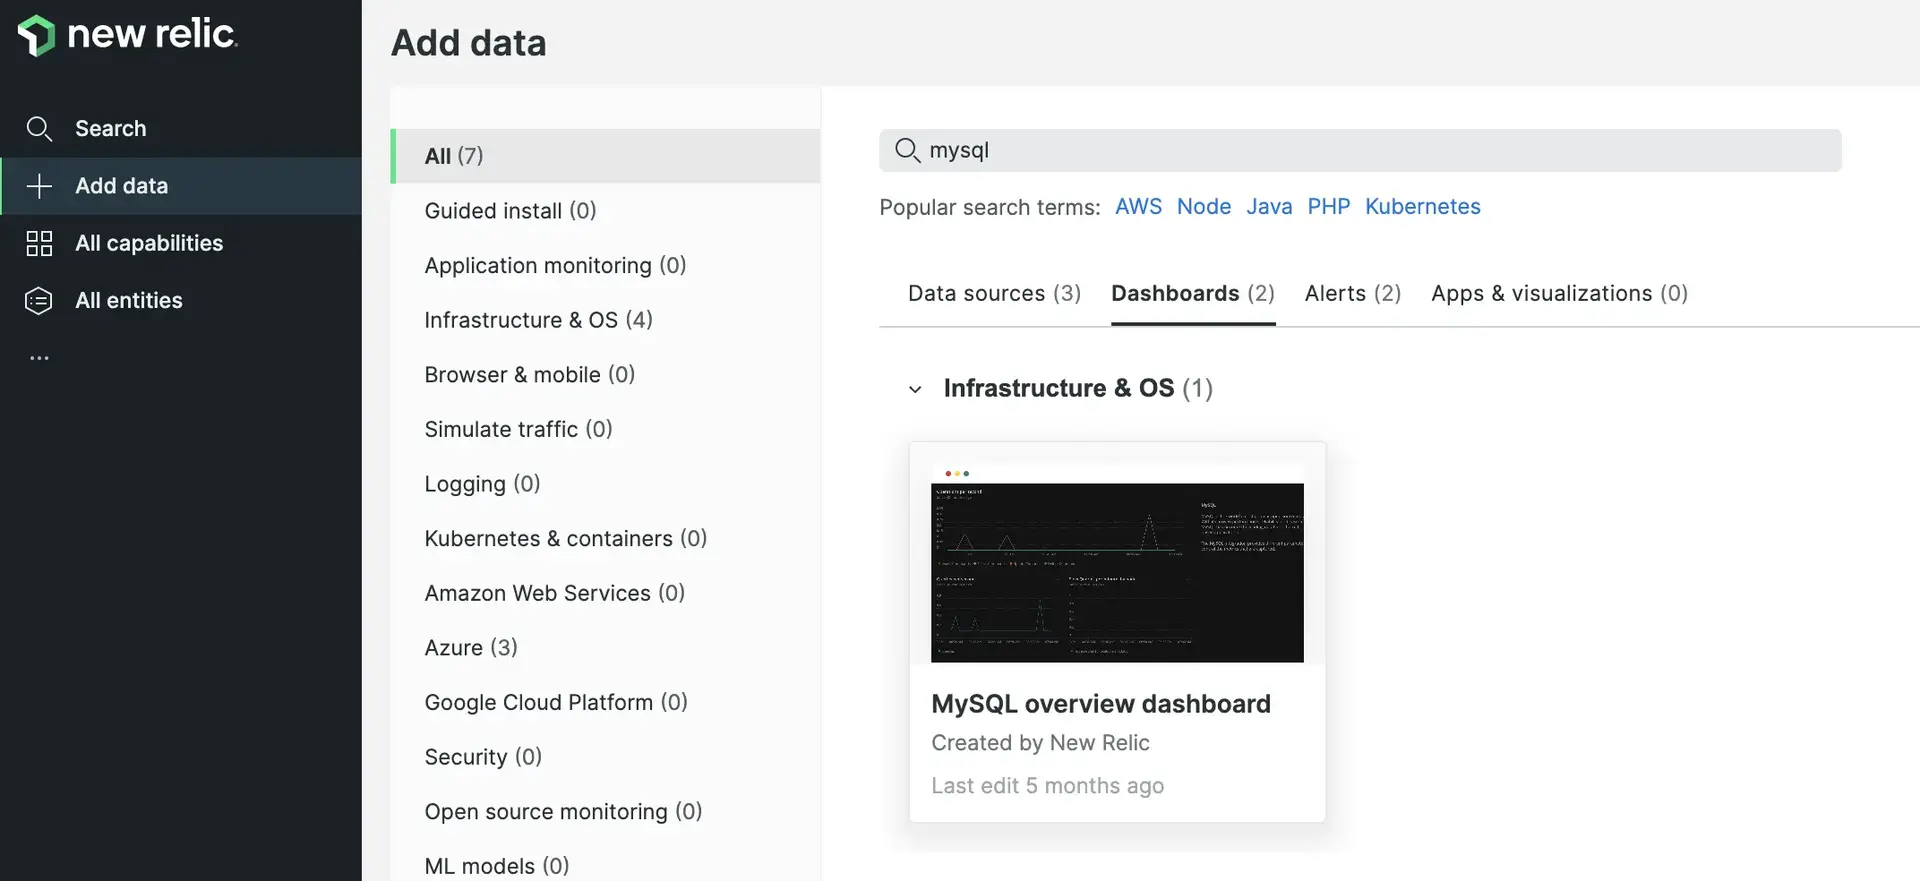 new relic.
Search
Add data
All capabilities
All entities
...
Add data
All (7)
Guided install (0)
Application monitoring (0)
Infrastructure & OS (4)
Browser & mobile (0)
Simulate traffic (0)
Logging (0)
Kubernetes & containers (0)
Amazon Web Services (0)
Azure (3)
Google Cloud Platform (0)
Security (0)
Open source monitoring (0)
ML models (0)
mysql
Popular search terms: AWS Node Java PHP Kubernetes
Data sources (3) Dashboards (2) Alerts (2) Apps & visualizations (0)
Infrastructure & OS (1)
MySQL
MySQL overview dashboard
Created by New Relic
Last edit 5 months ago